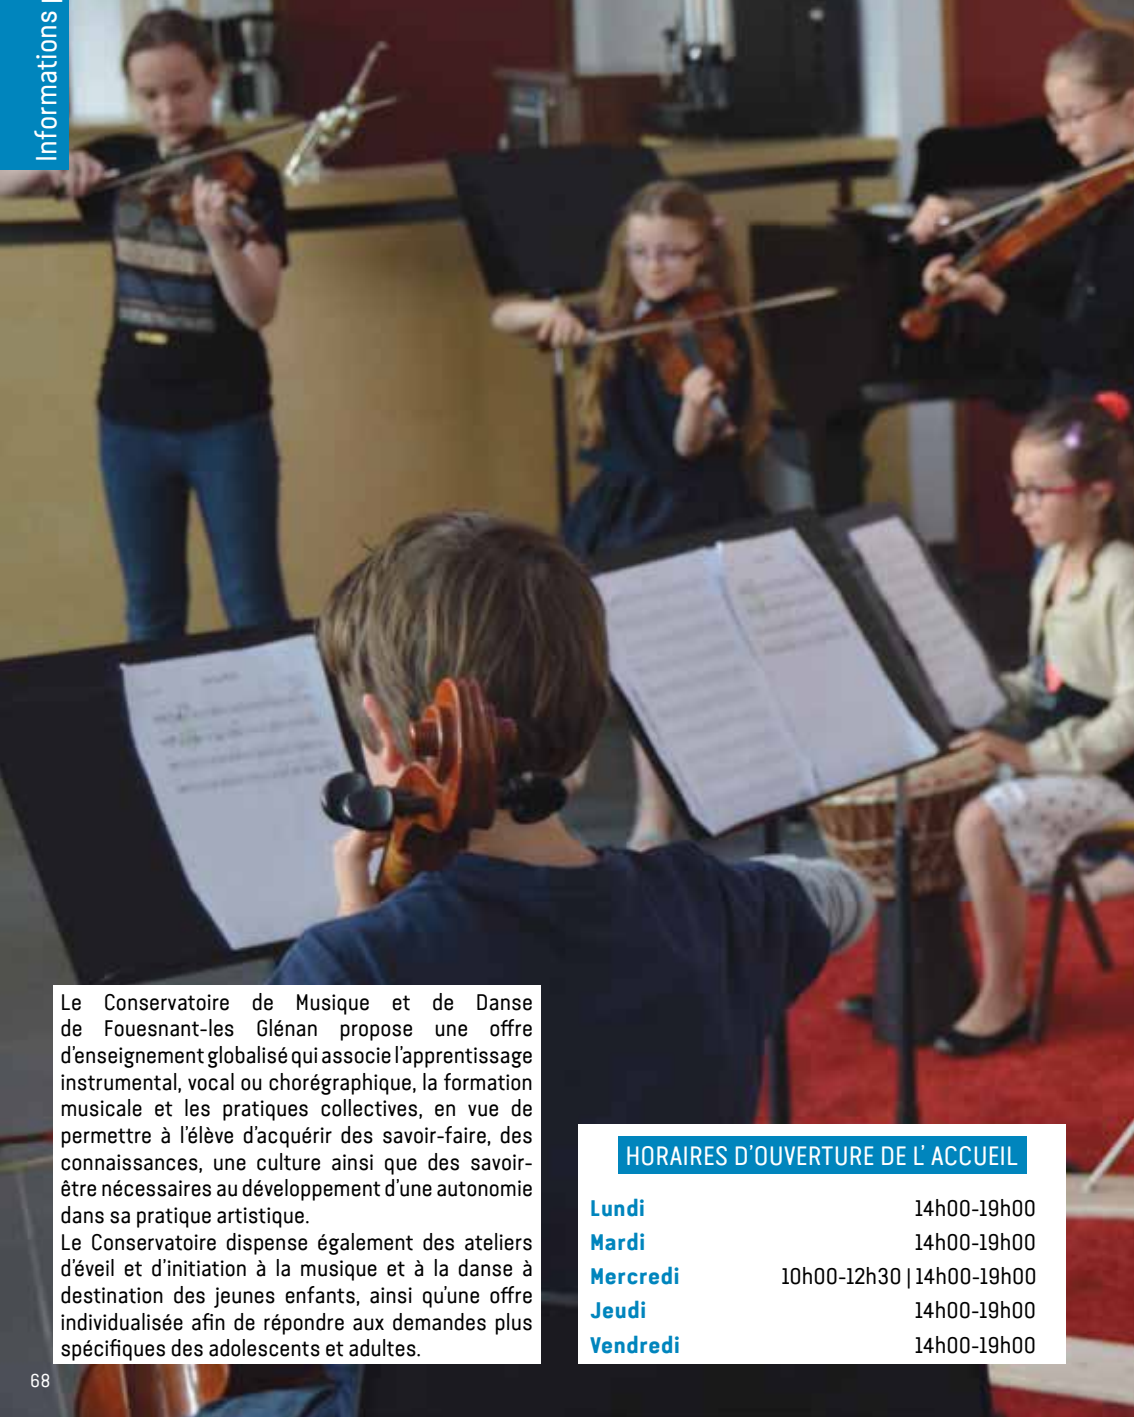 Informations |
Le Conservatoire de Musique et de Danse
de Fouesnant-les Glénan propose une offre
d'enseignement globalisé qui associe l'apprentissage
instrumental, vocal ou chorégraphique, la formation
musicale et les pratiques collectives, en vue de
permettre à l'élève d'acquérir des savoir-faire, des
connaissances, une culture ainsi que des savoir-
être nécessaires au développement d'une autonomie
dans sa pratique artistique.
Le Conservatoire dispense également des ateliers
d'éveil et d'initiation à la musique et à la danse à
destination des jeunes enfants, ainsi qu'une offre
individualisée afin de répondre aux demandes plus
spécifiques des adolescents et adultes.
HORAIRES D'OUVERTURE DE L' ACCUEIL
Lundi 14h00-19h00
Mardi 14h00-19h00
Mercredi 10h00-12h30 | 14h00-19h00
Jeudi 14h00-19h00
Vendredi 14h00-19h00
68